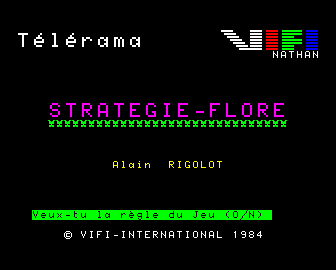 Télérama
VIFI
NATHAN
STRATEGIE-FLORE
Alain RIGOLOT
Veux-tu la règle du Jeu (O/N)
© VIFI-INTERNATIONAL 1984